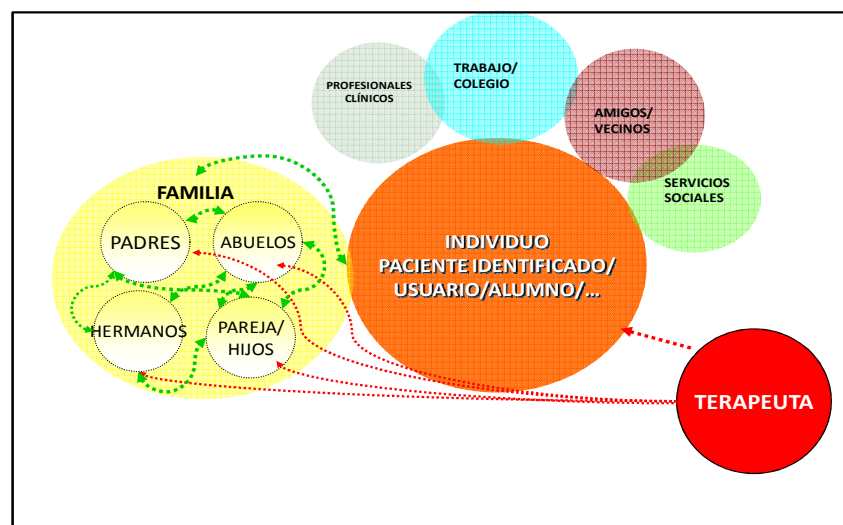 PROFESIONALES
CLÍNICOS
TRABAJO/
COLEGIO
AMIGOS/
VECINOS
SERVICIOS
SOCIALES
FAMILIA
PADRES
ABUELOS
HERMANOS
PAREJA/
HIJOS
INDIVIDUO
PACIENTE IDENTIFICADO/
USUARIO/ALUMNO/...
TERAPEUTA